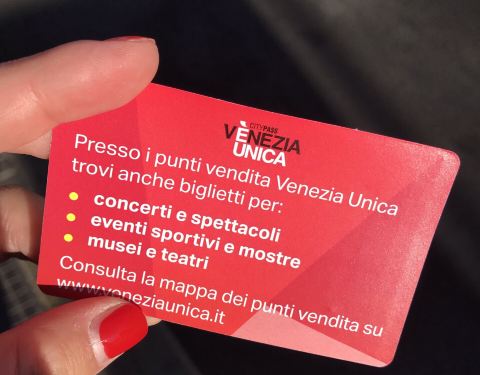 CITYPASS
VÈNEZIA
UNICA
Presso i punti vendita Venezia Unica
trovi anche biglietti per:
concerti e spettacoli
eventi sportivi e mostre
musei e teatri
Consulta la mappa dei punti vendita su
www.veneziaunica.it